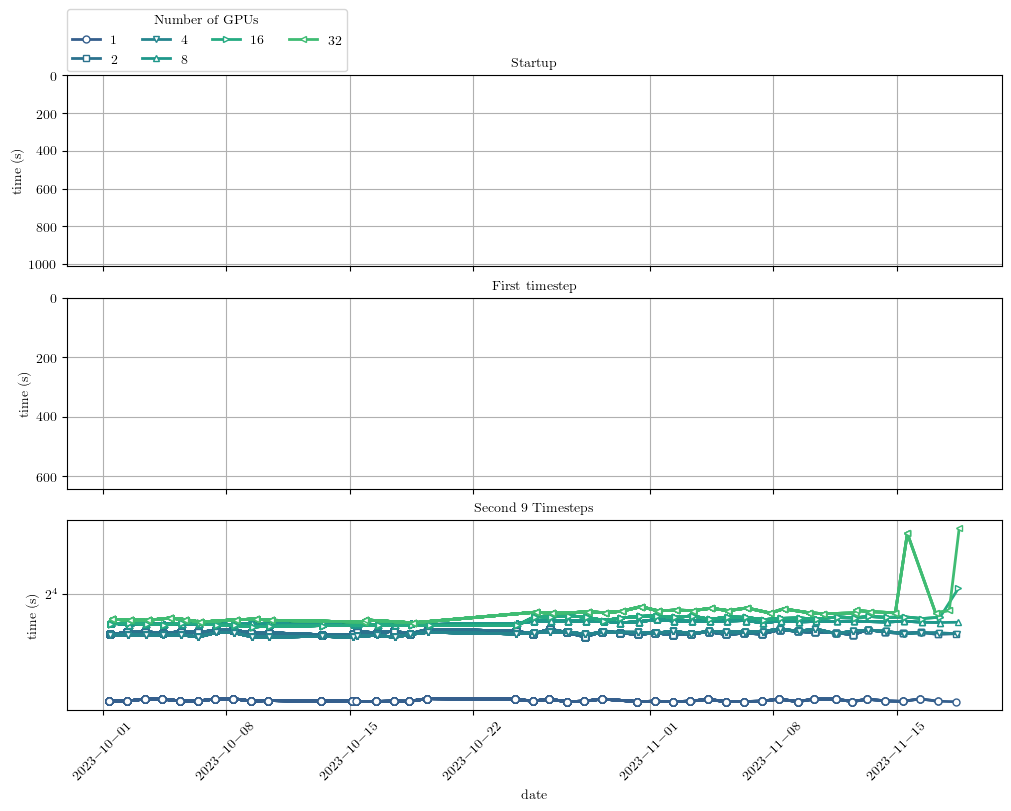 Number of GPUs
1 4 16 32
2 8
Startup
0
200
400
600
800
1000
time (s)
First timestep
0
200
400
600
time (s)
Second 9 Timesteps
2⁴
time (s)
2023−10−01 2023−10−08 2023−10−15 2023−10−22 2023−11−01 2023−11−08 2023−11−15
date